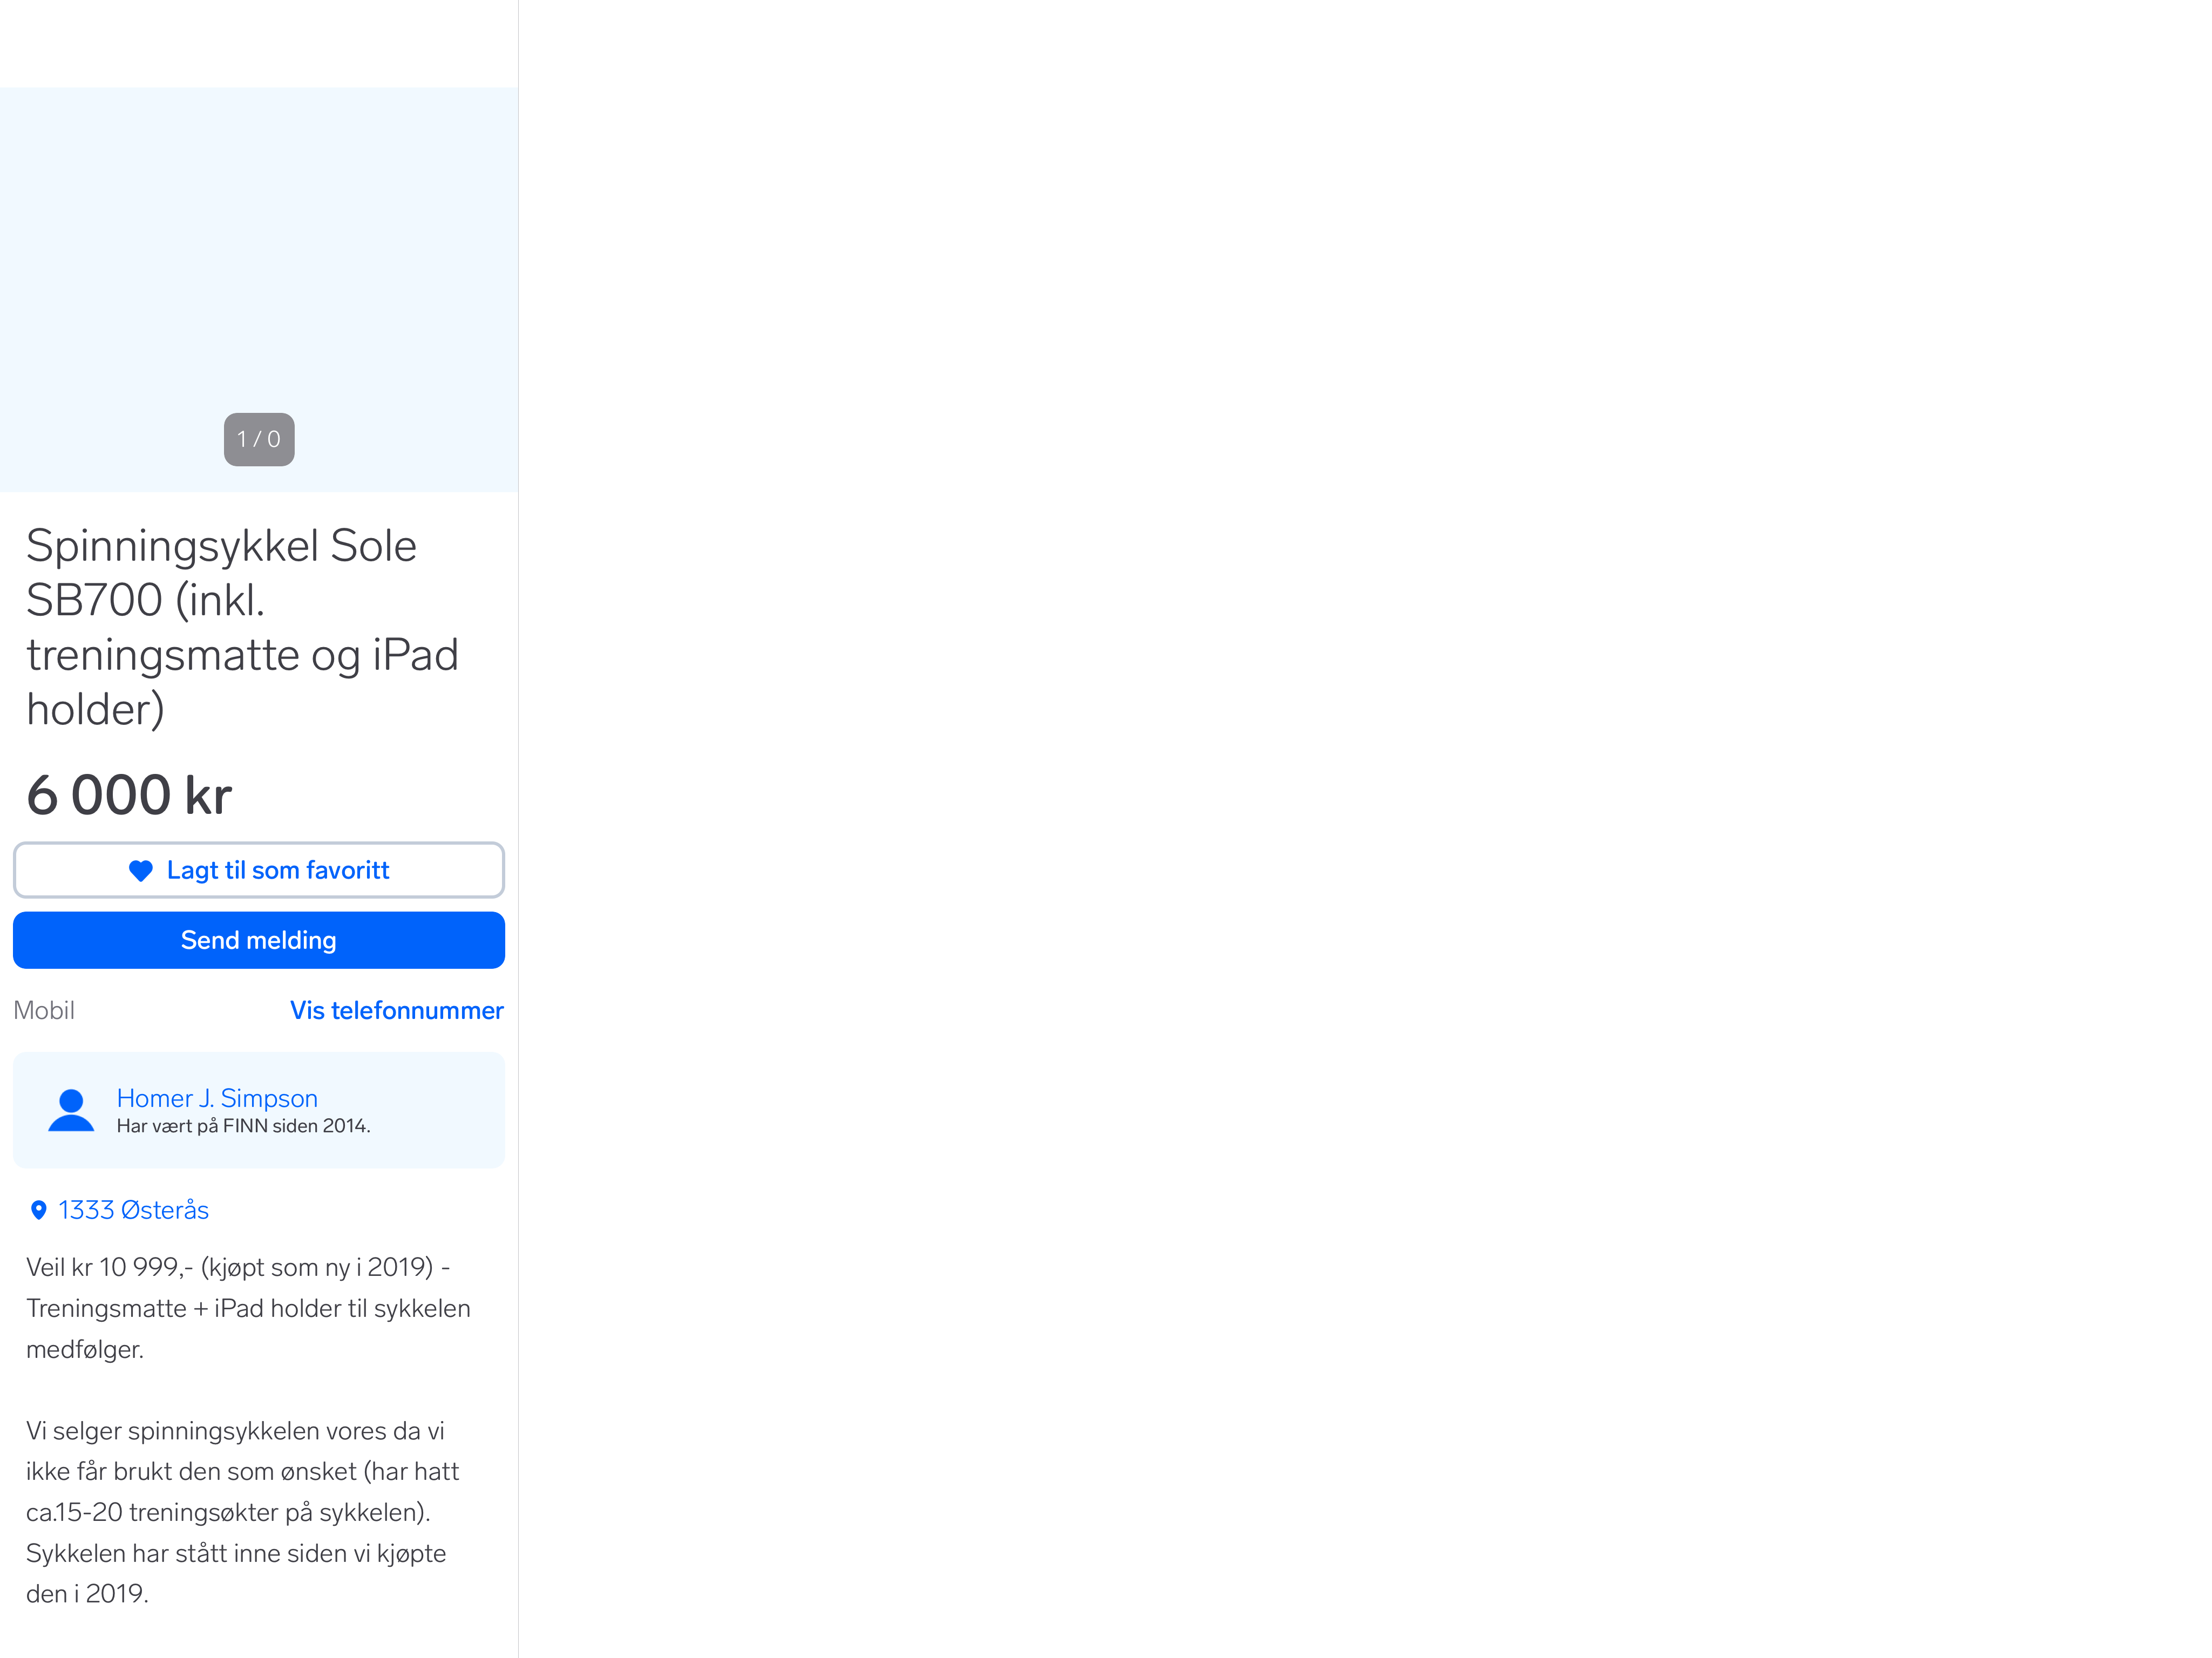 1 / 0
Spinningsykkel Sole
SB700 (inkl.
treningsmatte og iPad
holder)
6 000 kr
Lagt til som favoritt
Send melding
Mobil
Vis telefonnummer
Homer J. Simpson
Har vært på FINN siden 2014.
1333 Østerås
Veil kr 10 999,- (kjøpt som ny i 2019) -
Treningsmatte + iPad holder til sykkelen
medfølger.
Vi selger spinningsykkelen vores da vi
ikke får brukt den som ønsket (har hatt
ca.15-20 treningsøkter på sykkelen).
Sykkelen har stått inne siden vi kjøpte
den i 2019.